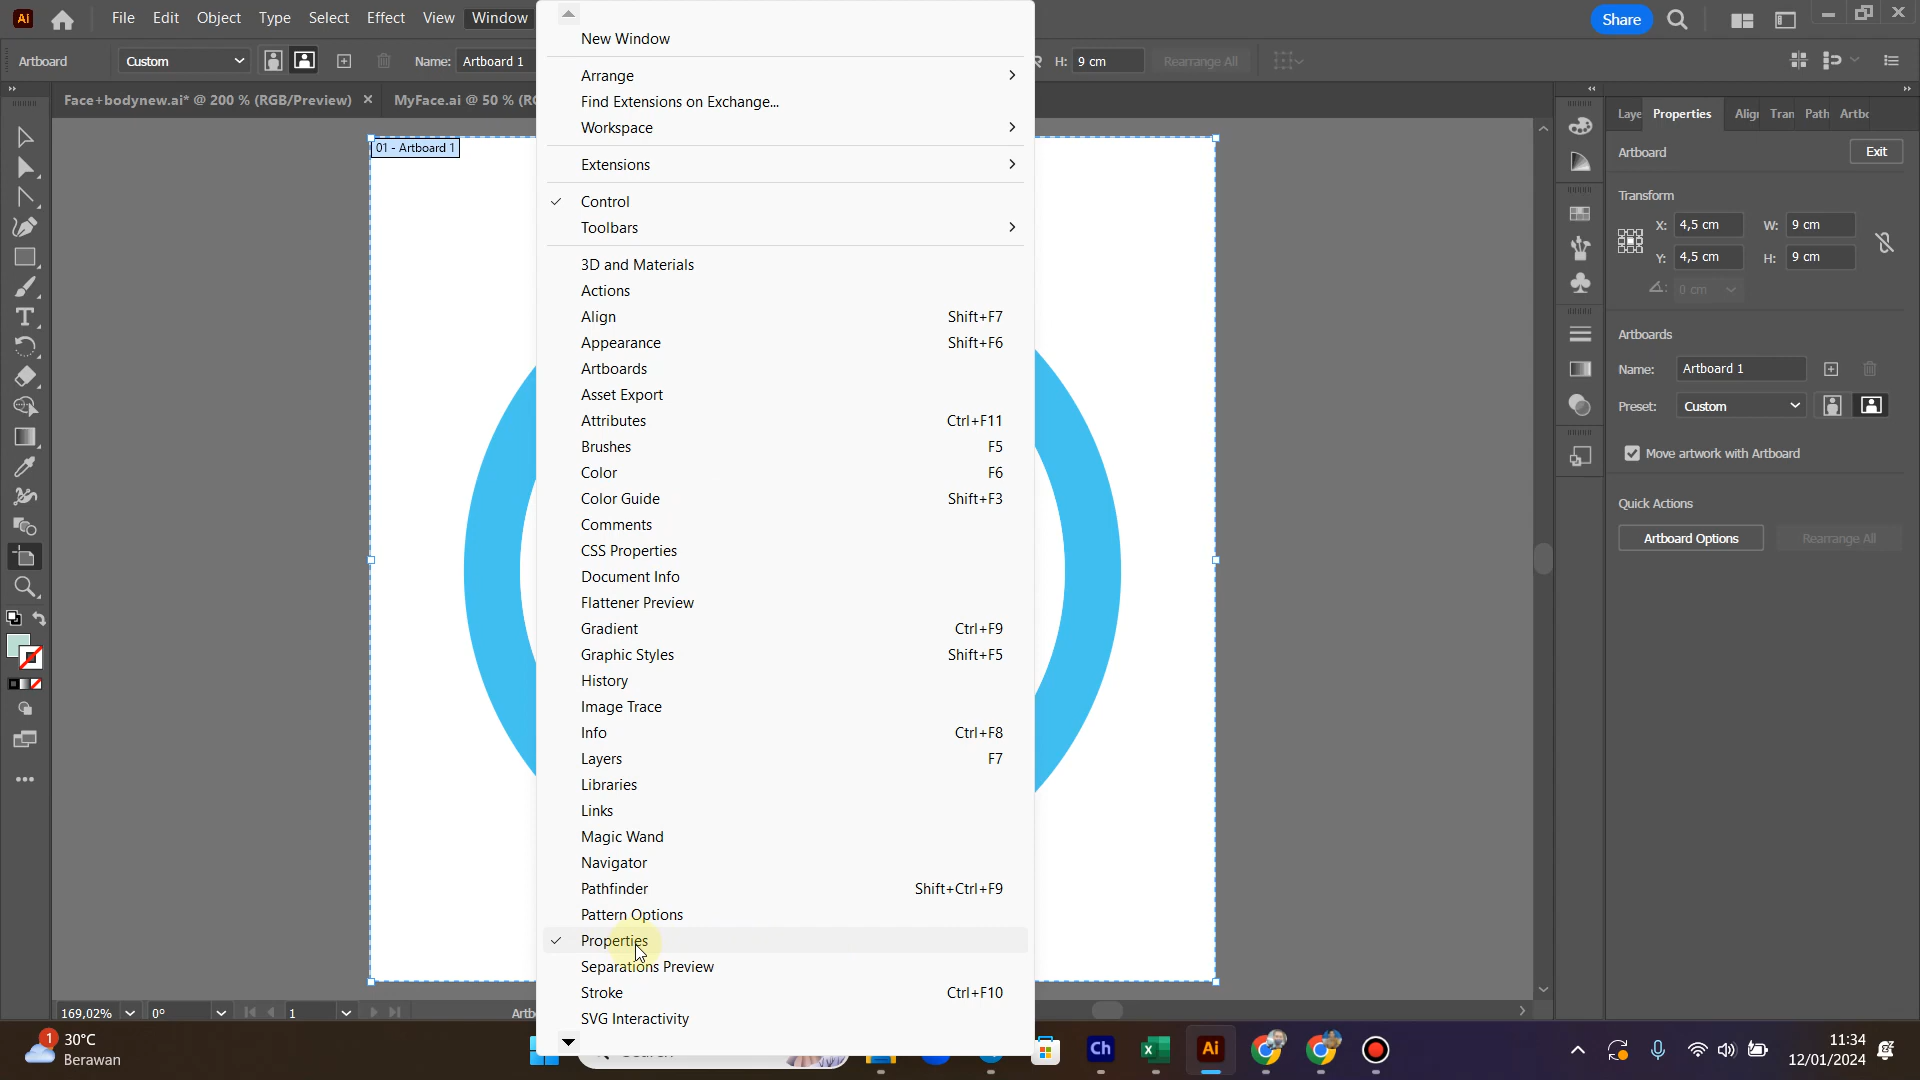 Ai File Edit Object Type Select Effect View Window Share
Artboard Custom Name: Artboard 1 H: 9 cm Rearrange All
Face+bodynew.ai* @ 200 % (RGB/Preview) × MyFace.ai @ 50 %
01 - Artboard 1
New Window
Arrange
Find Extensions on Exchange...
Workspace
Extensions
Control
Toolbars
3D and Materials
Actions
Align Shift+F7
Appearance Shift+F6
Artboards
Asset Export
Attributes Ctrl+F11
Brushes F5
Color F6
Color Guide Shift+F3
Comments
CSS Properties
Document Info
Flattener Preview
Gradient Ctrl+F9
Graphic Styles Shift+F5
History
Image Trace
Info Ctrl+F8
Layers F7
Libraries
Links
Magic Wand
Navigator
Pathfinder Shift+Ctrl+F9
Pattern Options
Properties
Separations Preview
Stroke Ctrl+F10
SVG Interactivity
Laye Properties Aligi Tran Path Artbc
Artboard Exit
Transform
X: 4,5 cm W: 9 cm
Y: 4,5 cm H: 9 cm
0 cm
Artboards
Name: Artboard 1
Preset: Custom
Move artwork with Artboard
Quick Actions
Artboard Options Rearrange All
169,02% 0° 1 Artb
1 30°C
Berawan
Ch Ai
11:34
12/01/2024